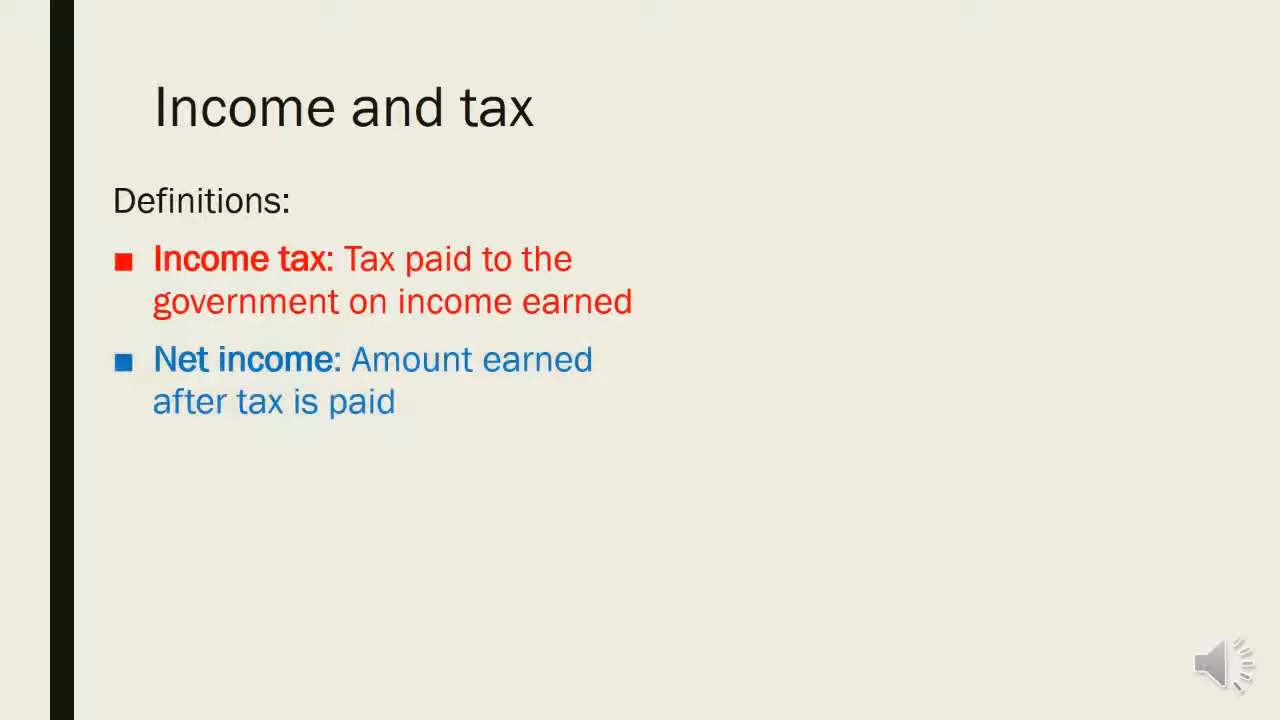 Income and tax
Definitions:
■ Income tax: Tax paid to the
government on income earned
■ Net income: Amount earned
after tax is paid